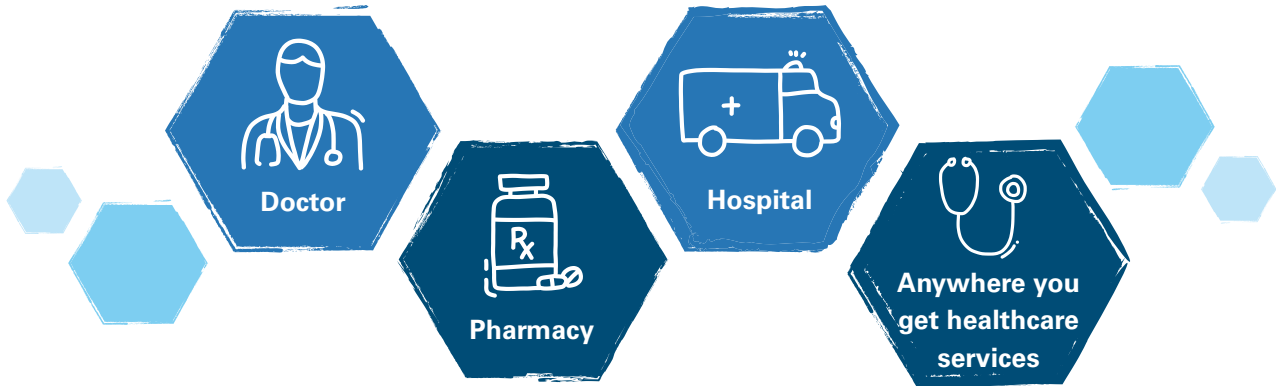 Doctor
Rx
Pharmacy
Hospital
Anywhere you
get healthcare
services